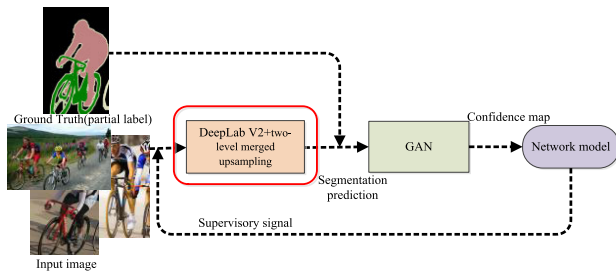 Ground Truth(partial label)
DeepLab V2+two-
level merged
upsampling
GAN
Confidence map
Network model
Segmentation
prediction
Supervisory signal
Input image